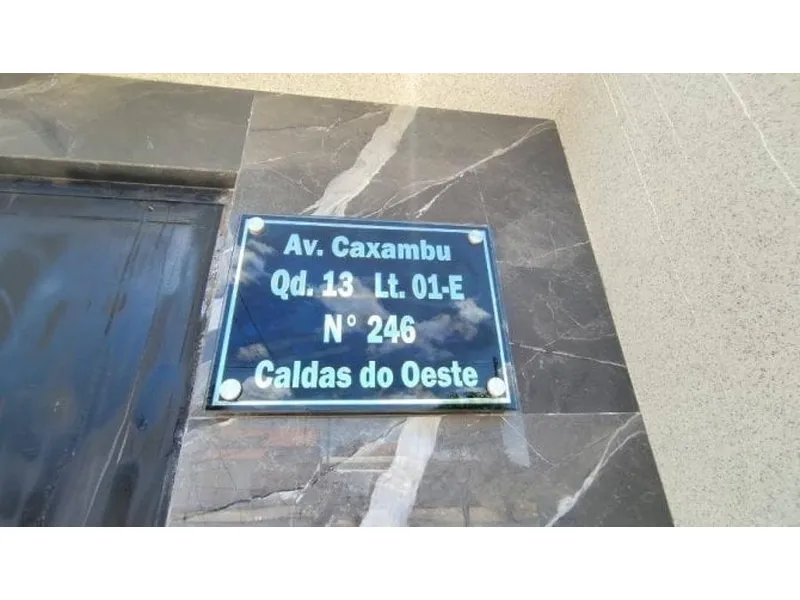 Av. Caxambu
Qd. 13 Lt. 01-E
N° 246
Caldas do Oeste